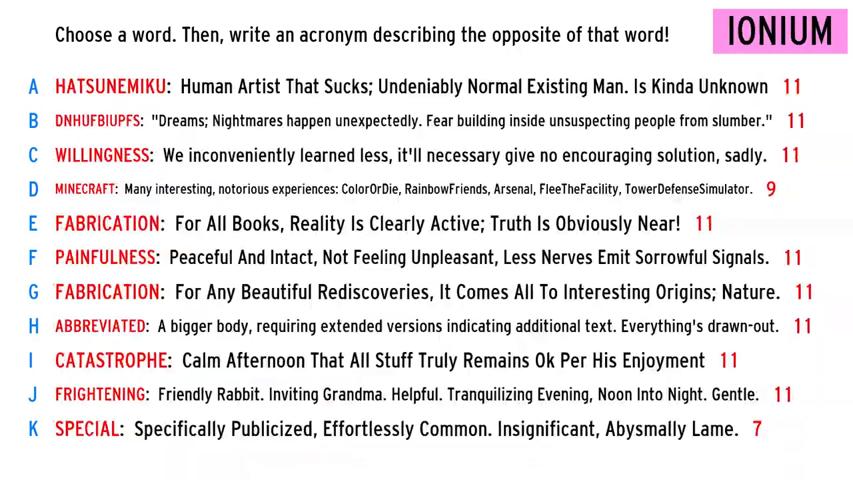 Choose a word. Then, write an acronym describing the opposite of that word!
IONIUM
A HATSUNEMIKU: Human Artist That Sucks; Undeniably Normal Existing Man. Is Kinda Unknown 11
B DNHUFBIUPFS: "Dreams; Nightmares happen unexpectedly. Fear building inside unsuspecting people from slumber." 11
C WILLINGNESS: We inconveniently learned less, it'll necessary give no encouraging solution, sadly. 11
D MINECRAFT: Many interesting, notorious experiences: ColorOrDie, RainbowFriends, Arsenal, FleeTheFacility, TowerDefenseSimulator. 9
E FABRICATION: For All Books, Reality Is Clearly Active; Truth Is Obviously Near! 11
F PAINFULNESS: Peaceful And Intact, Not Feeling Unpleasant, Less Nerves Emit Sorrowful Signals. 11
G FABRICATION: For Any Beautiful Rediscoveries, It Comes All To Interesting Origins; Nature. 11
H ABBREVIATED: A bigger body, requiring extended versions indicating additional text. Everything's drawn-out. 11
I CATASTROPHE: Calm Afternoon That All Stuff Truly Remains Ok Per His Enjoyment 11
J FRIGHTENING: Friendly Rabbit. Inviting Grandma. Helpful. Tranquilizing Evening, Noon Into Night. Gentle. 11
K SPECIAL: Specifically Publicized, Effortlessly Common. Insignificant, Abysmally Lame. 7